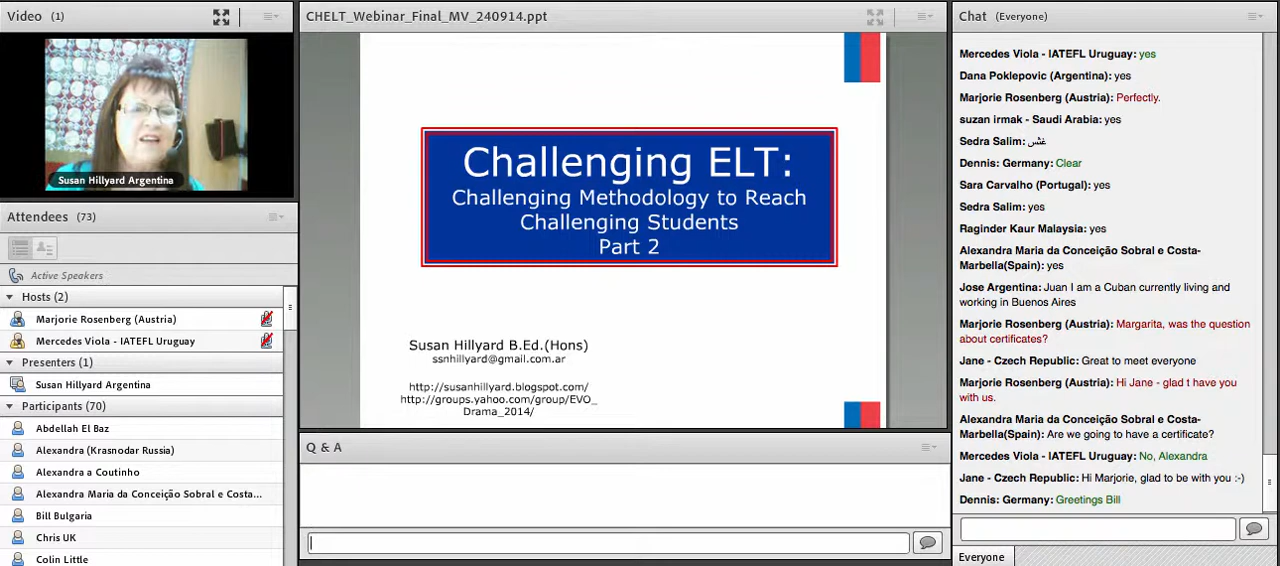 Video (1)
Susan Hillyard Argentina
Attendees (73)
Active Speakers
Hosts (2)
Marjorie Rosenberg (Austria)
Mercedes Viola - IATEFL Uruguay
Presenters (1)
Susan Hillyard Argentina
Participants (70)
Abdellah El Baz
Alexandra (Krasnodar Russia)
Alexandra a Coutinho
Alexandra Maria da Conceição Sobral e Costa...
Bill Bulgaria
Chris UK
Colin Little
CHELT_Webinar_Final_MV_240914.ppt
Challenging ELT:
Challenging Methodology to Reach
Challenging Students
Part 2
Susan Hillyard B.Ed.(Hons)
ssnhillyard@gmail.com.ar
http://susanhillyard.blogspot.com/
http://groups.yahoo.com/group/EVO_
Drama_2014/
Q & A
Chat (Everyone)
Mercedes Viola - IATEFL Uruguay: yes
Dana Poklepovic (Argentina): yes
Marjorie Rosenberg (Austria): Perfectly.
suzan irmak - Saudi Arabia: yes
Sedra Salim:
Dennis: Germany: Clear
Sara Carvalho (Portugal): yes
Sedra Salim: yes
Raginder Kaur Malaysia: yes
Alexandra Maria da Conceição Sobral e Costa-
Marbella(Spain): yes
Jose Argentina: Juan I am a Cuban currently living and
working in Buenos Aires
Marjorie Rosenberg (Austria): Margarita, was the question
about certificates?
Jane - Czech Republic: Great to meet everyone
Marjorie Rosenberg (Austria): Hi Jane - glad t have you
with us.
Alexandra Maria da Conceição Sobral e Costa-
Marbella(Spain): Are we going to have a certificate?
Mercedes Viola - IATEFL Uruguay: No, Alexandra
Jane - Czech Republic: Hi Marjorie, glad to be with you :-)
Dennis: Germany: Greetings Bill
Everyone